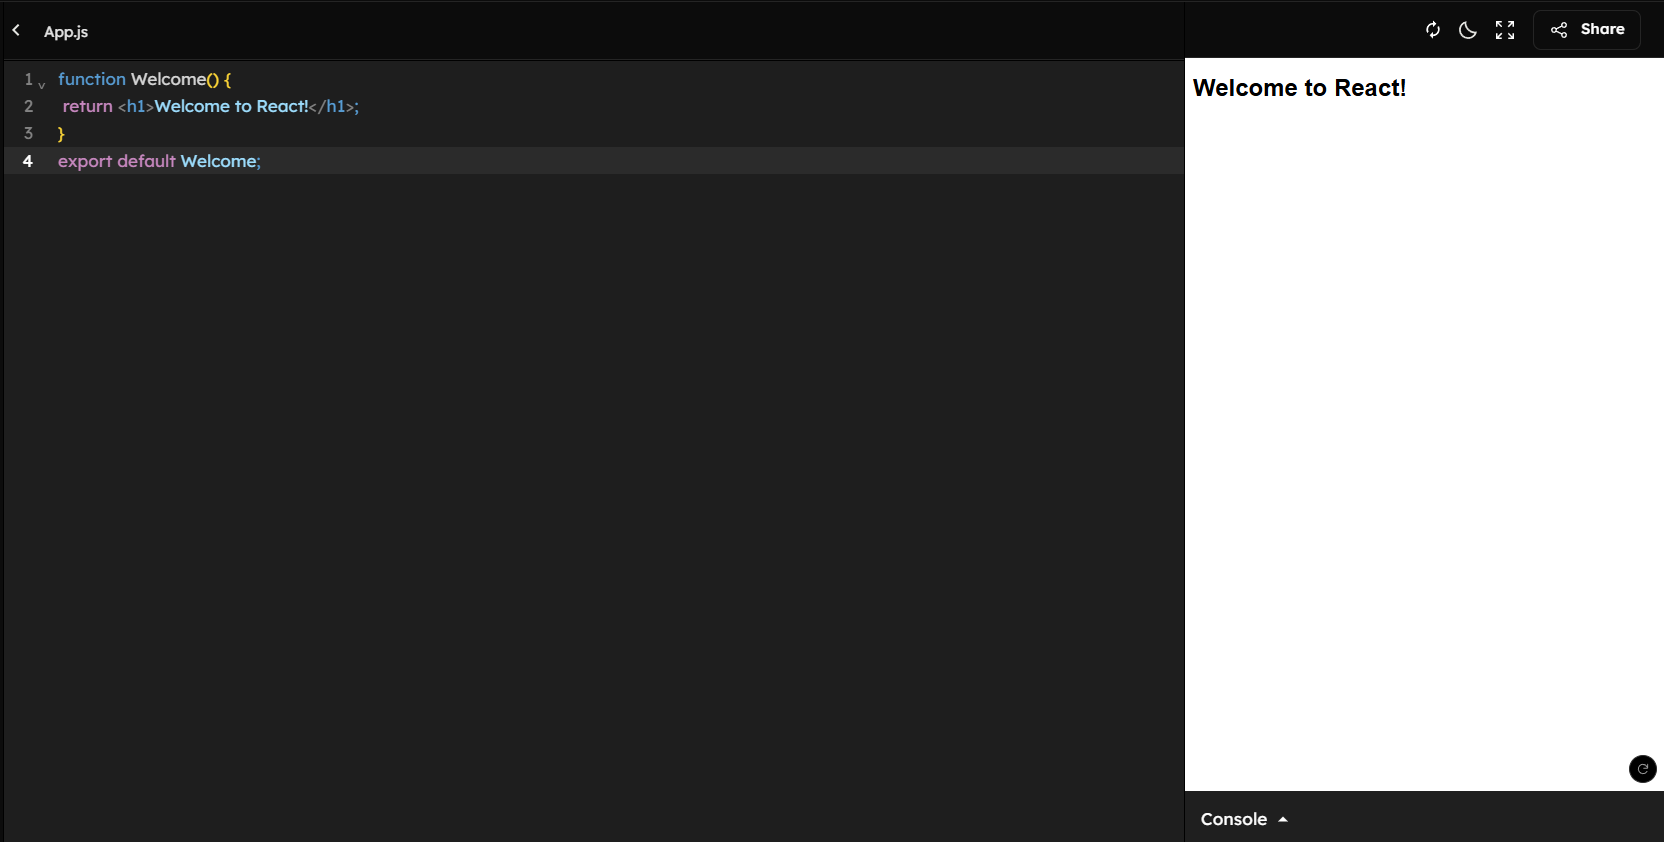 App.js
Share
1 function Welcome() {
2 return <h1>Welcome to React!</h1>;
3 }
4 export default Welcome;
Welcome to React!
Console